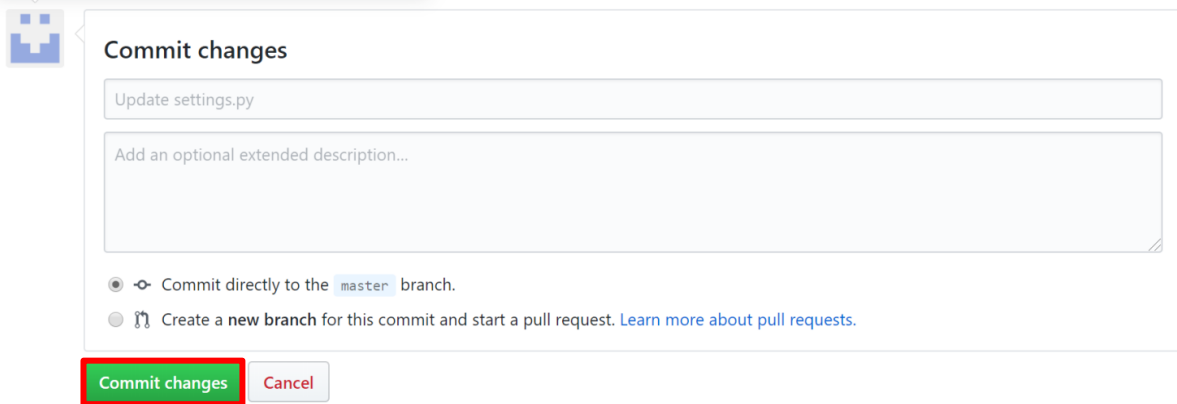 Commit changes
Update settings.py
Add an optional extended description...
Commit directly to the master branch.
Create a new branch for this commit and start a pull request. Learn more about pull requests.
Commit changes
Cancel